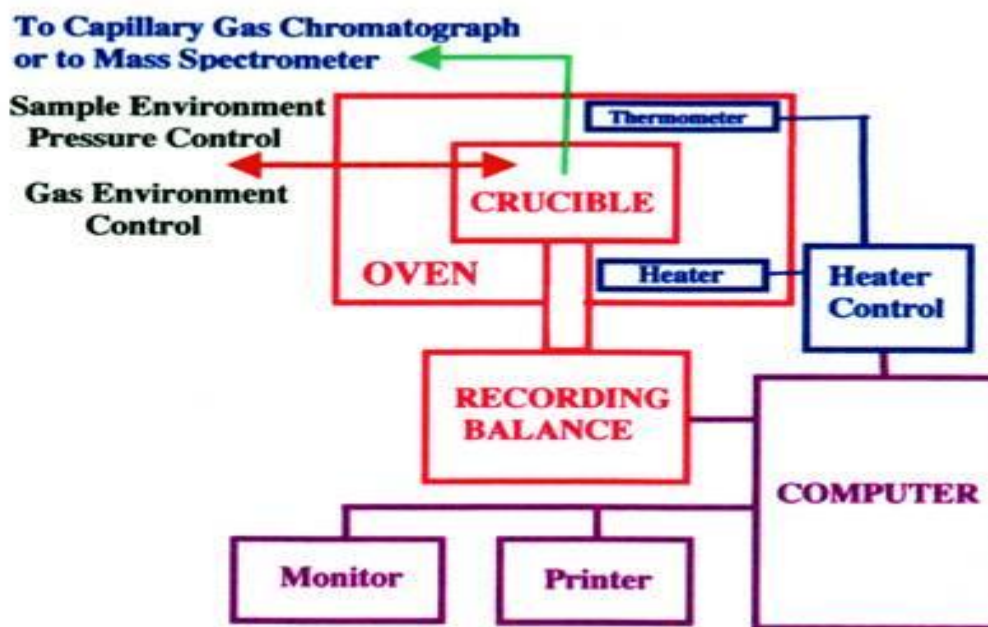 To Capillary Gas Chromatograph
or to Mass Spectrometer
Sample Environment
Pressure Control
Gas Environment
Control
Thermometer
CRUCIBLE
OVEN
Heater
Heater
Control
RECORDING
BALANCE
COMPUTER
Monitor
Printer